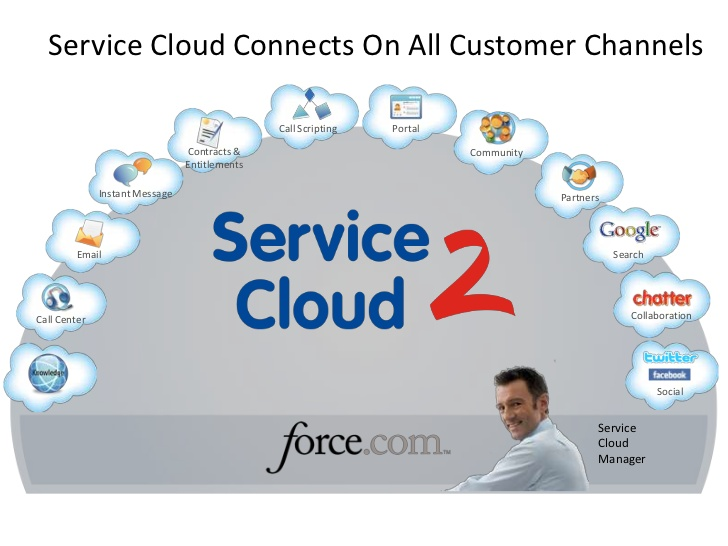 Service Cloud Connects On All Customer Channels
Call Scripting
Portal
Contracts &
Entitlements
Community
Instant Message
Partners
Email
Google
Search
Call Center
chatter
Collaboration
Knowledge
twitter
facebook
Social
Service
Cloud
2
force.com™
Service
Cloud
Manager